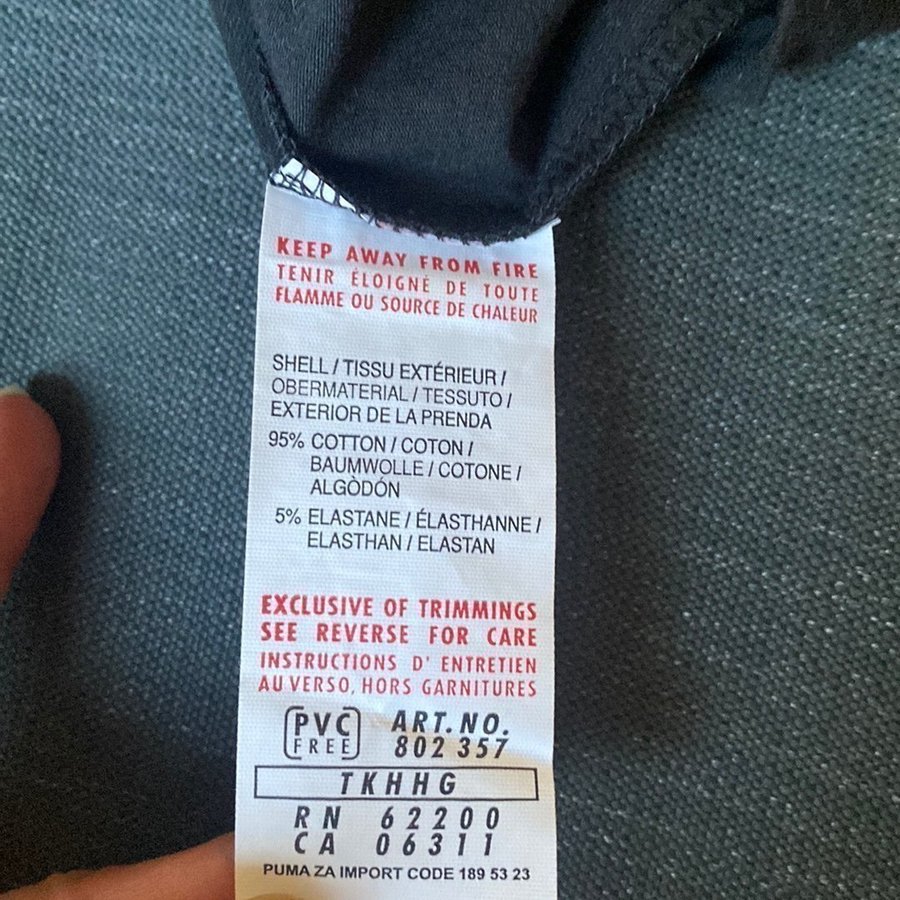 KEEP AWAY FROM FIRE
TENIR ÉLOIGNÉ DE TOUTE
FLAMME OU SOURCE DE CHALEUR
SHELL / TISSU EXTÉRIEUR /
OBERMATERIAL / TESSUTO /
EXTERIOR DE LA PRENDA
95% COTTON / COTON /
BAUMWOLLE / COTONE /
ALGÒDÓN
5% ELASTANE / ÉLASTHANNE /
ELASTHAN / ELASTAN
EXCLUSIVE OF TRIMMINGS
SEE REVERSE FOR CARE
INSTRUCTIONS D' ENTRETIEN
AU VERSO, HORS GARNITURES
PVC FREE
ART. NO.
802 357
TKHHG
RN 62200
CA 06311
PUMA ZA IMPORT CODE 189 53 23